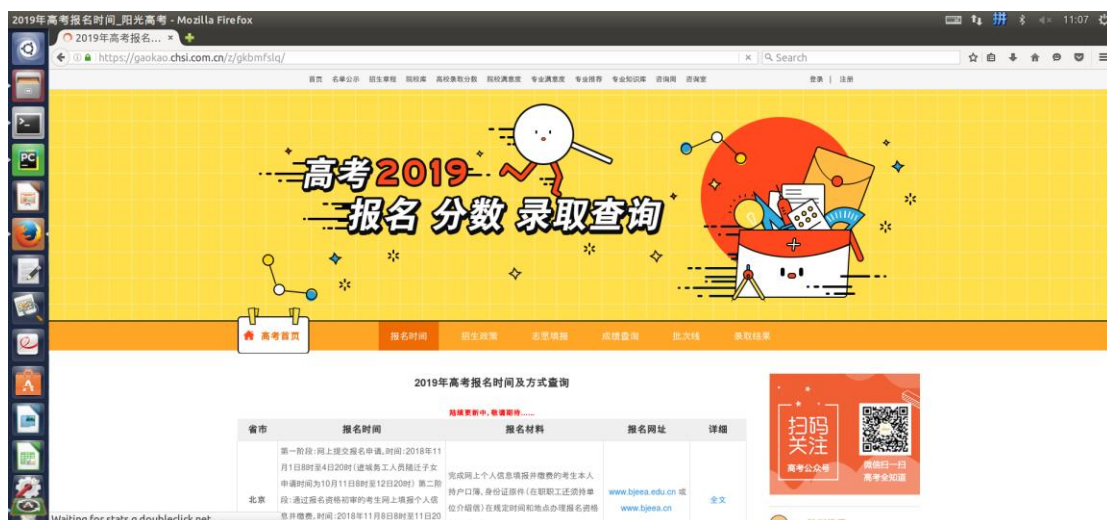 2019年高考报名时间_阳光高考 - Mozilla Firefox
拼
11:07
2019年高考报名... ×
https://gaokao.chsi.com.cn/z/gkbmfslq/
Search
首页 名单公示 招生章程 院校库 高校录取分数 院校满意度 专业满意度 专业推荐 专业知识库 咨询周 咨询室
登录 | 注册
高考2019
报名 分数 录取查询
高考首页
报名时间 招生政策 志愿填报 成绩查询 批次线 录取结果
2019年高考报名时间及方式查询
陆续更新中,敬请期待......
省市 报名时间 报名材料 报名网址 详细
北京
第一阶段:网上提交报名申请,时间:2018年11
月1日8时至4日20时(进城务工人员随迁子女
申请时间为10月11日8时至12日20时) 第二阶
段:通过报名资格初审的考生网上填报个人信
息并缴费,时间:2018年11月8日8时至11日20
完成网上个人信息填报并缴费的考生本人
持户口簿、身份证原件(在职职工还须持单
位介绍信)在规定时间和地点办理报名资格
www.bjeea.edu.cn 或
www.bjeea.cn
全文
扫码
关注
高考公众号
微信扫一扫
高考全知道
Waiting for stats.g.doubleclick.net